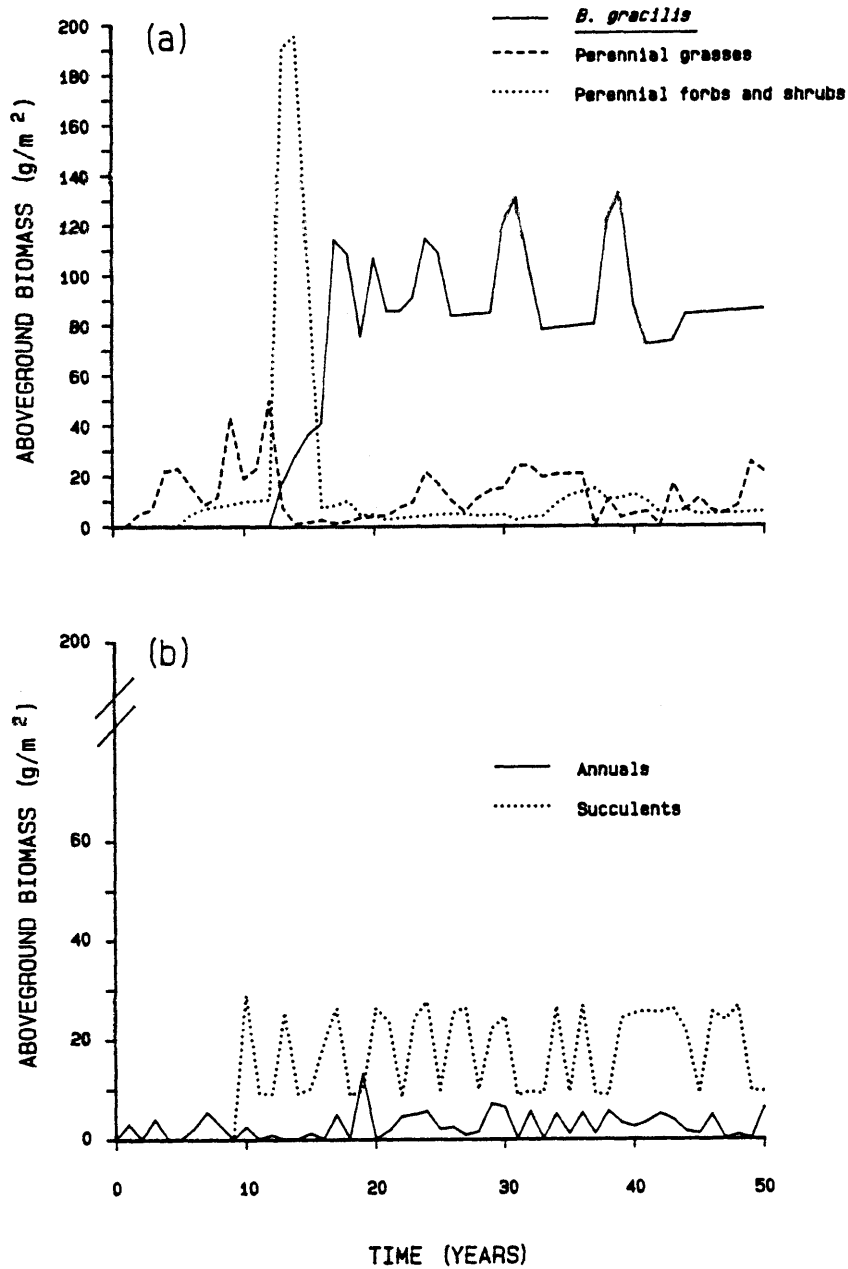 (a)
B. gracilis
Perennial grasses
Perennial forbs and shrubs
ABOVEGROUND BIOMASS (g/m 2)
200
180
160
140
120
100
80
60
40
20
0
(b)
Annuals
Succulents
ABOVEGROUND BIOMASS (g/m 2)
200
60
40
20
0
0 10 20 30 40 50
TIME (YEARS)